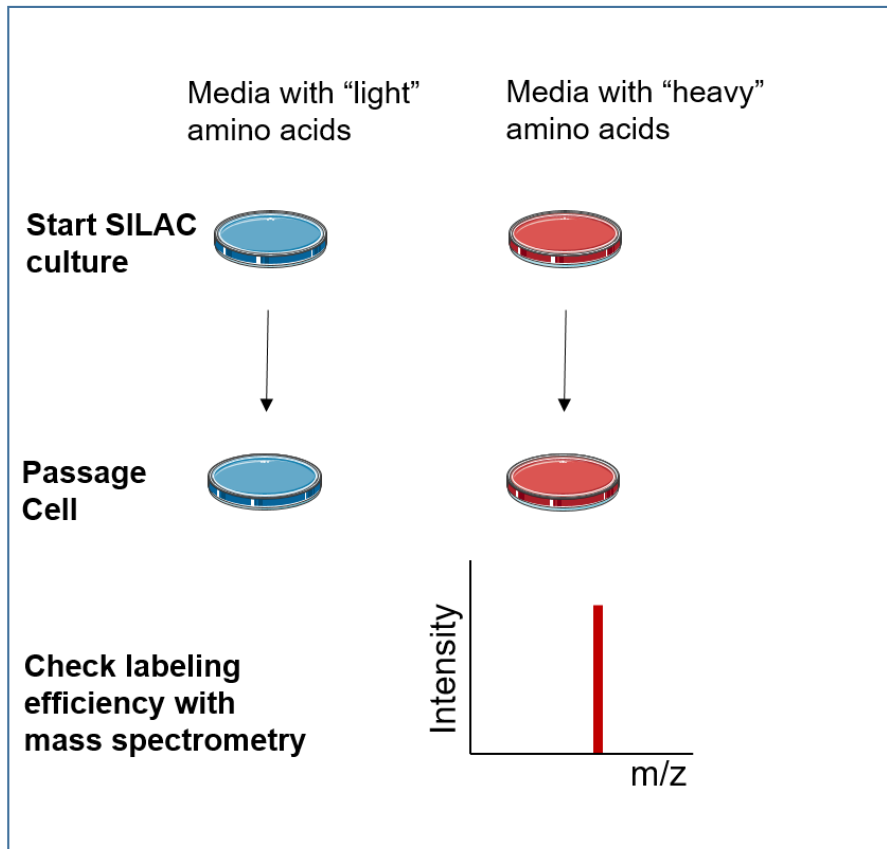 Media with “light”
amino acids
Media with “heavy”
amino acids
Start SILAC
culture
Passage
Cell
Check labeling
efficiency with
mass spectrometry
Intensity
m/z